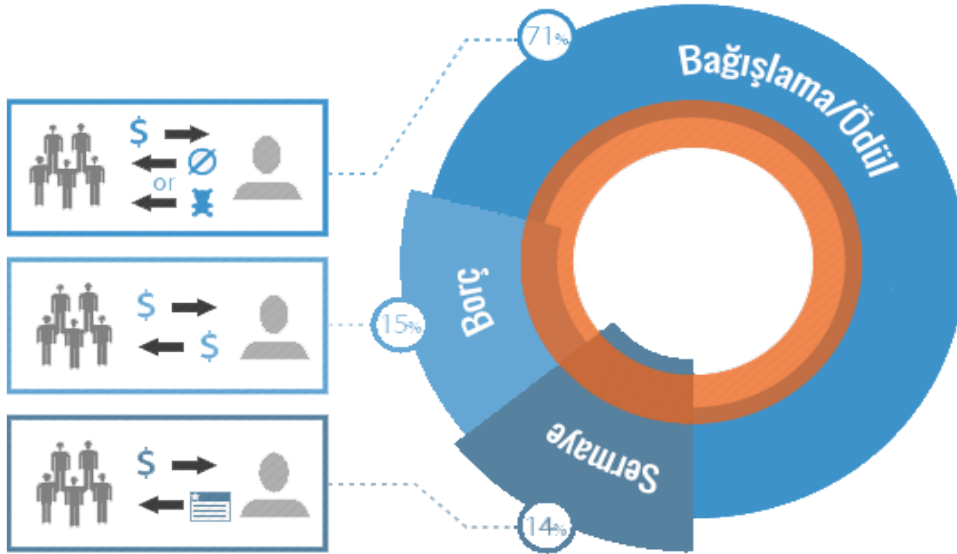 71%
Bağışlama/Ödül
$
or
Borç
$
15%
$
Sermaye
$
14%